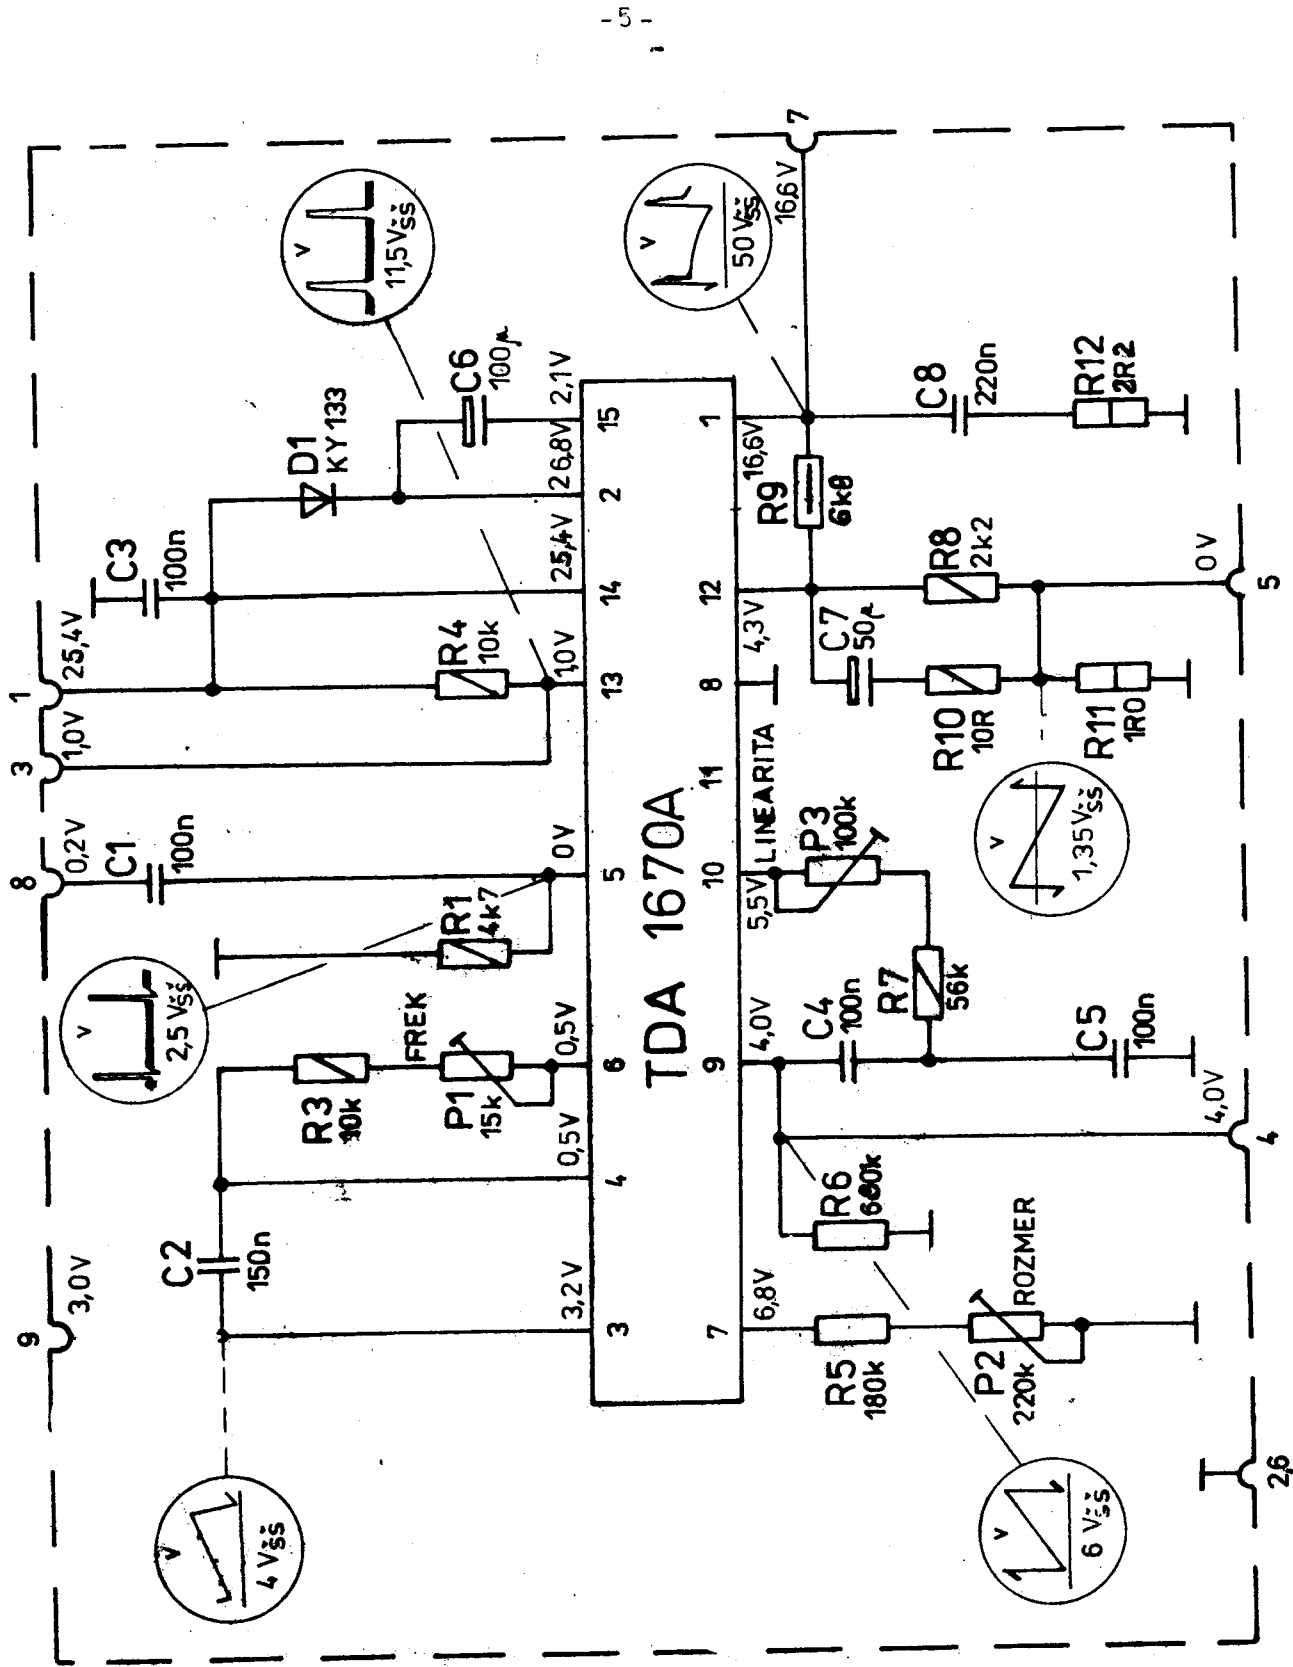 -5-
9
3,0V
8
0,2V
3
1,0V
1
25,4V
C1
100n
C3
100n
V
2,5 Všš
C2
150n
R3
10k
FREK
P1
15k
R1
4k7
R4
10k
D1
KY 133
C6
100μ
V
11,5Všš
V
4 Všš
3,2V
0,5V
0,5V
0V
1,0V
25,4V
26,8V
2,1V
3
4
6
5
13
14
2
15
TDA 1670A
7
9
10
11
8
12
1
6,8V
4,0V
5,5V
LINEARITA
4,3V
16,6V
V
50 Všš
16,6V
7
R5
180k
R6
680k
C4
100n
P3
100k
R7
56k
C7
50μ
R9
6k8
R10
10R
R8
2k2
C8
220n
P2
220k
ROZMER
C5
100n
R11
1R0
R12
2R2
V
6 Všš
V
1,35Všš
4,0V
0V
2,6
4
5